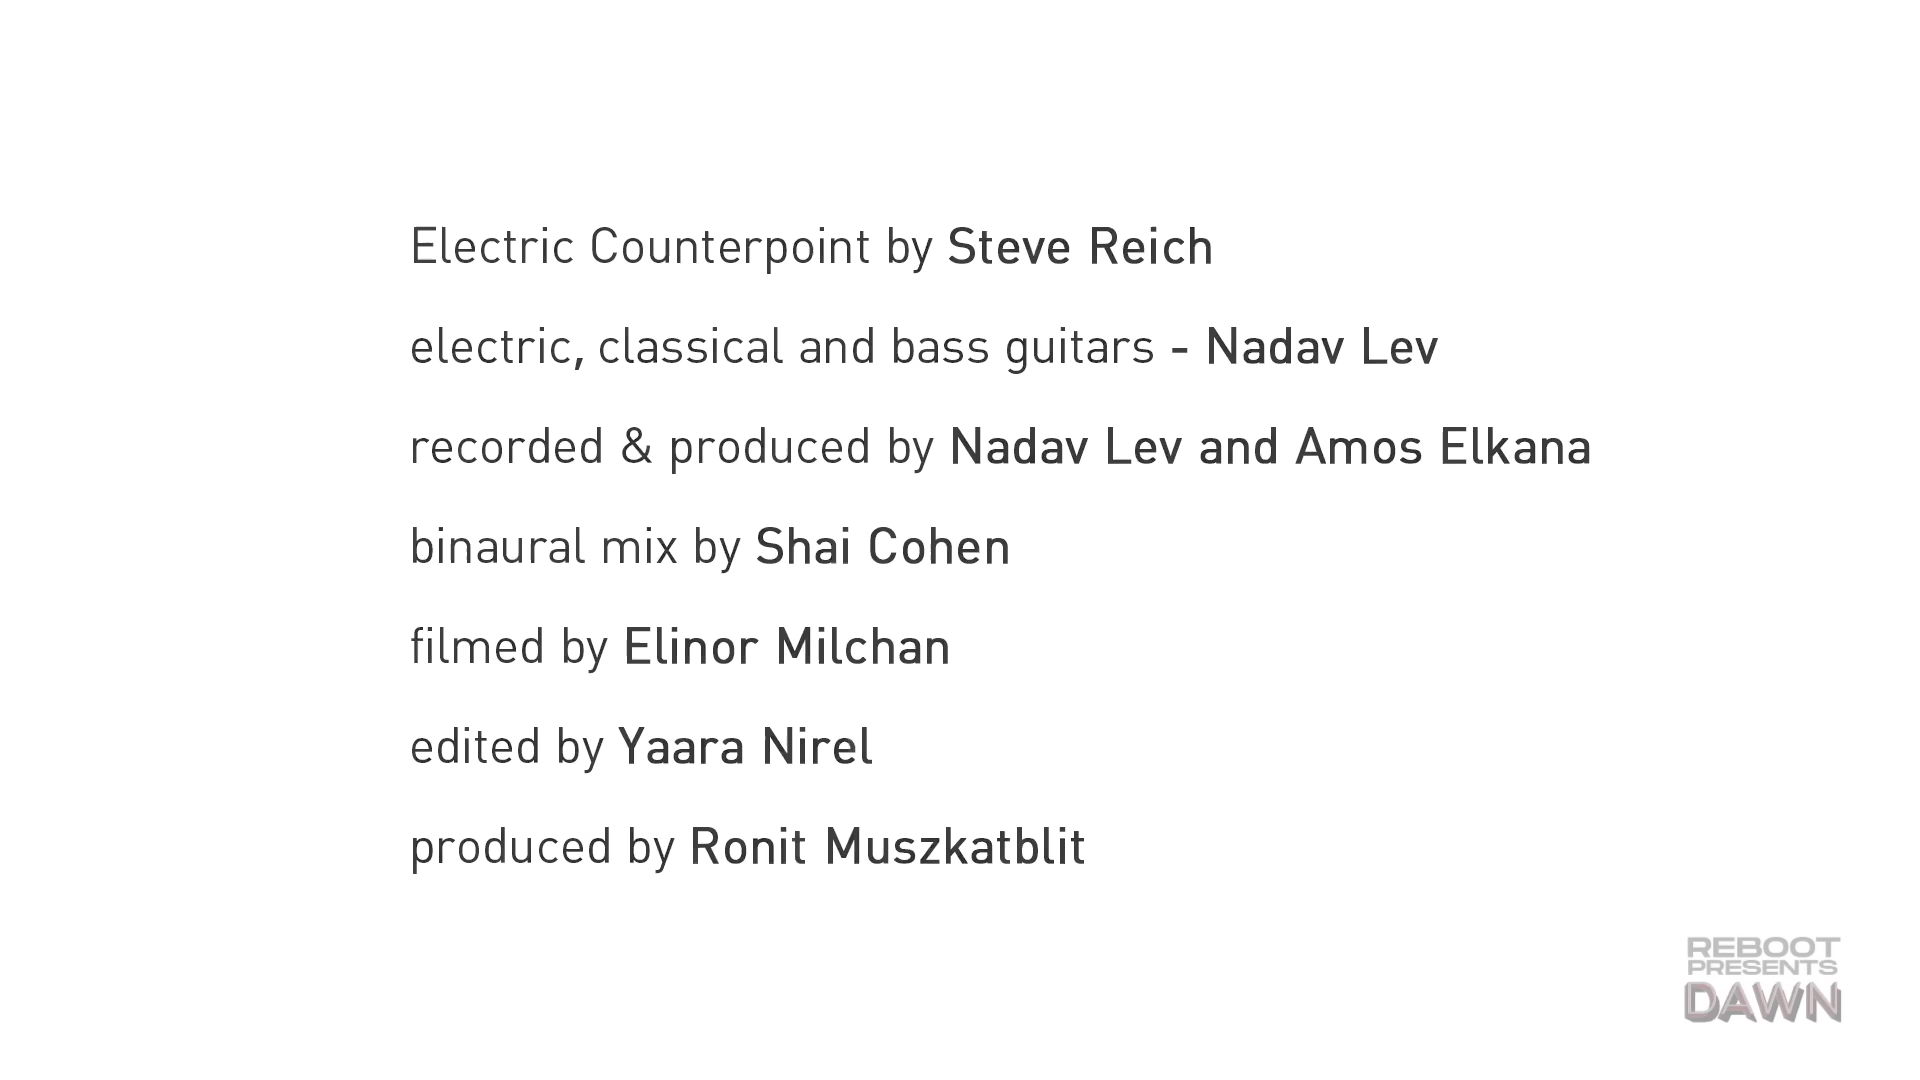 Electric Counterpoint by Steve Reich
electric, classical and bass guitars - Nadav Lev
recorded & produced by Nadav Lev and Amos Elkana
binaural mix by Shai Cohen
filmed by Elinor Milchan
edited by Yaara Nirel
produced by Ronit Muszkatblit
REBOOT
PRESENTS
DAWN